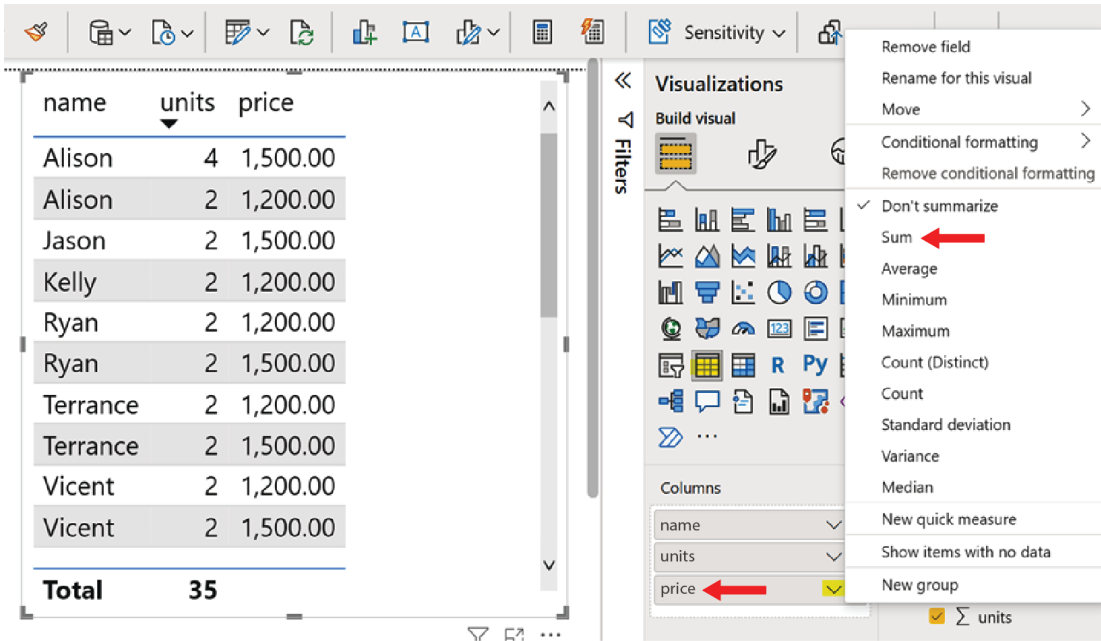 Sensitivity
name units price
Alison 4 1,500.00
Alison 2 1,200.00
Jason 2 1,500.00
Kelly 2 1,200.00
Ryan 2 1,200.00
Ryan 2 1,500.00
Terrance 2 1,200.00
Terrance 2 1,500.00
Vicent 2 1,200.00
Vicent 2 1,500.00
Total 35
Filters
Visualizations
Build visual
A
123
R Py
Columns
name
units
price
Remove field
Rename for this visual
Move
Conditional formatting
Remove conditional formatting
Don't summarize
Sum
Average
Minimum
Maximum
Count (Distinct)
Count
Standard deviation
Variance
Median
New quick measure
Show items with no data
New group
∑ units